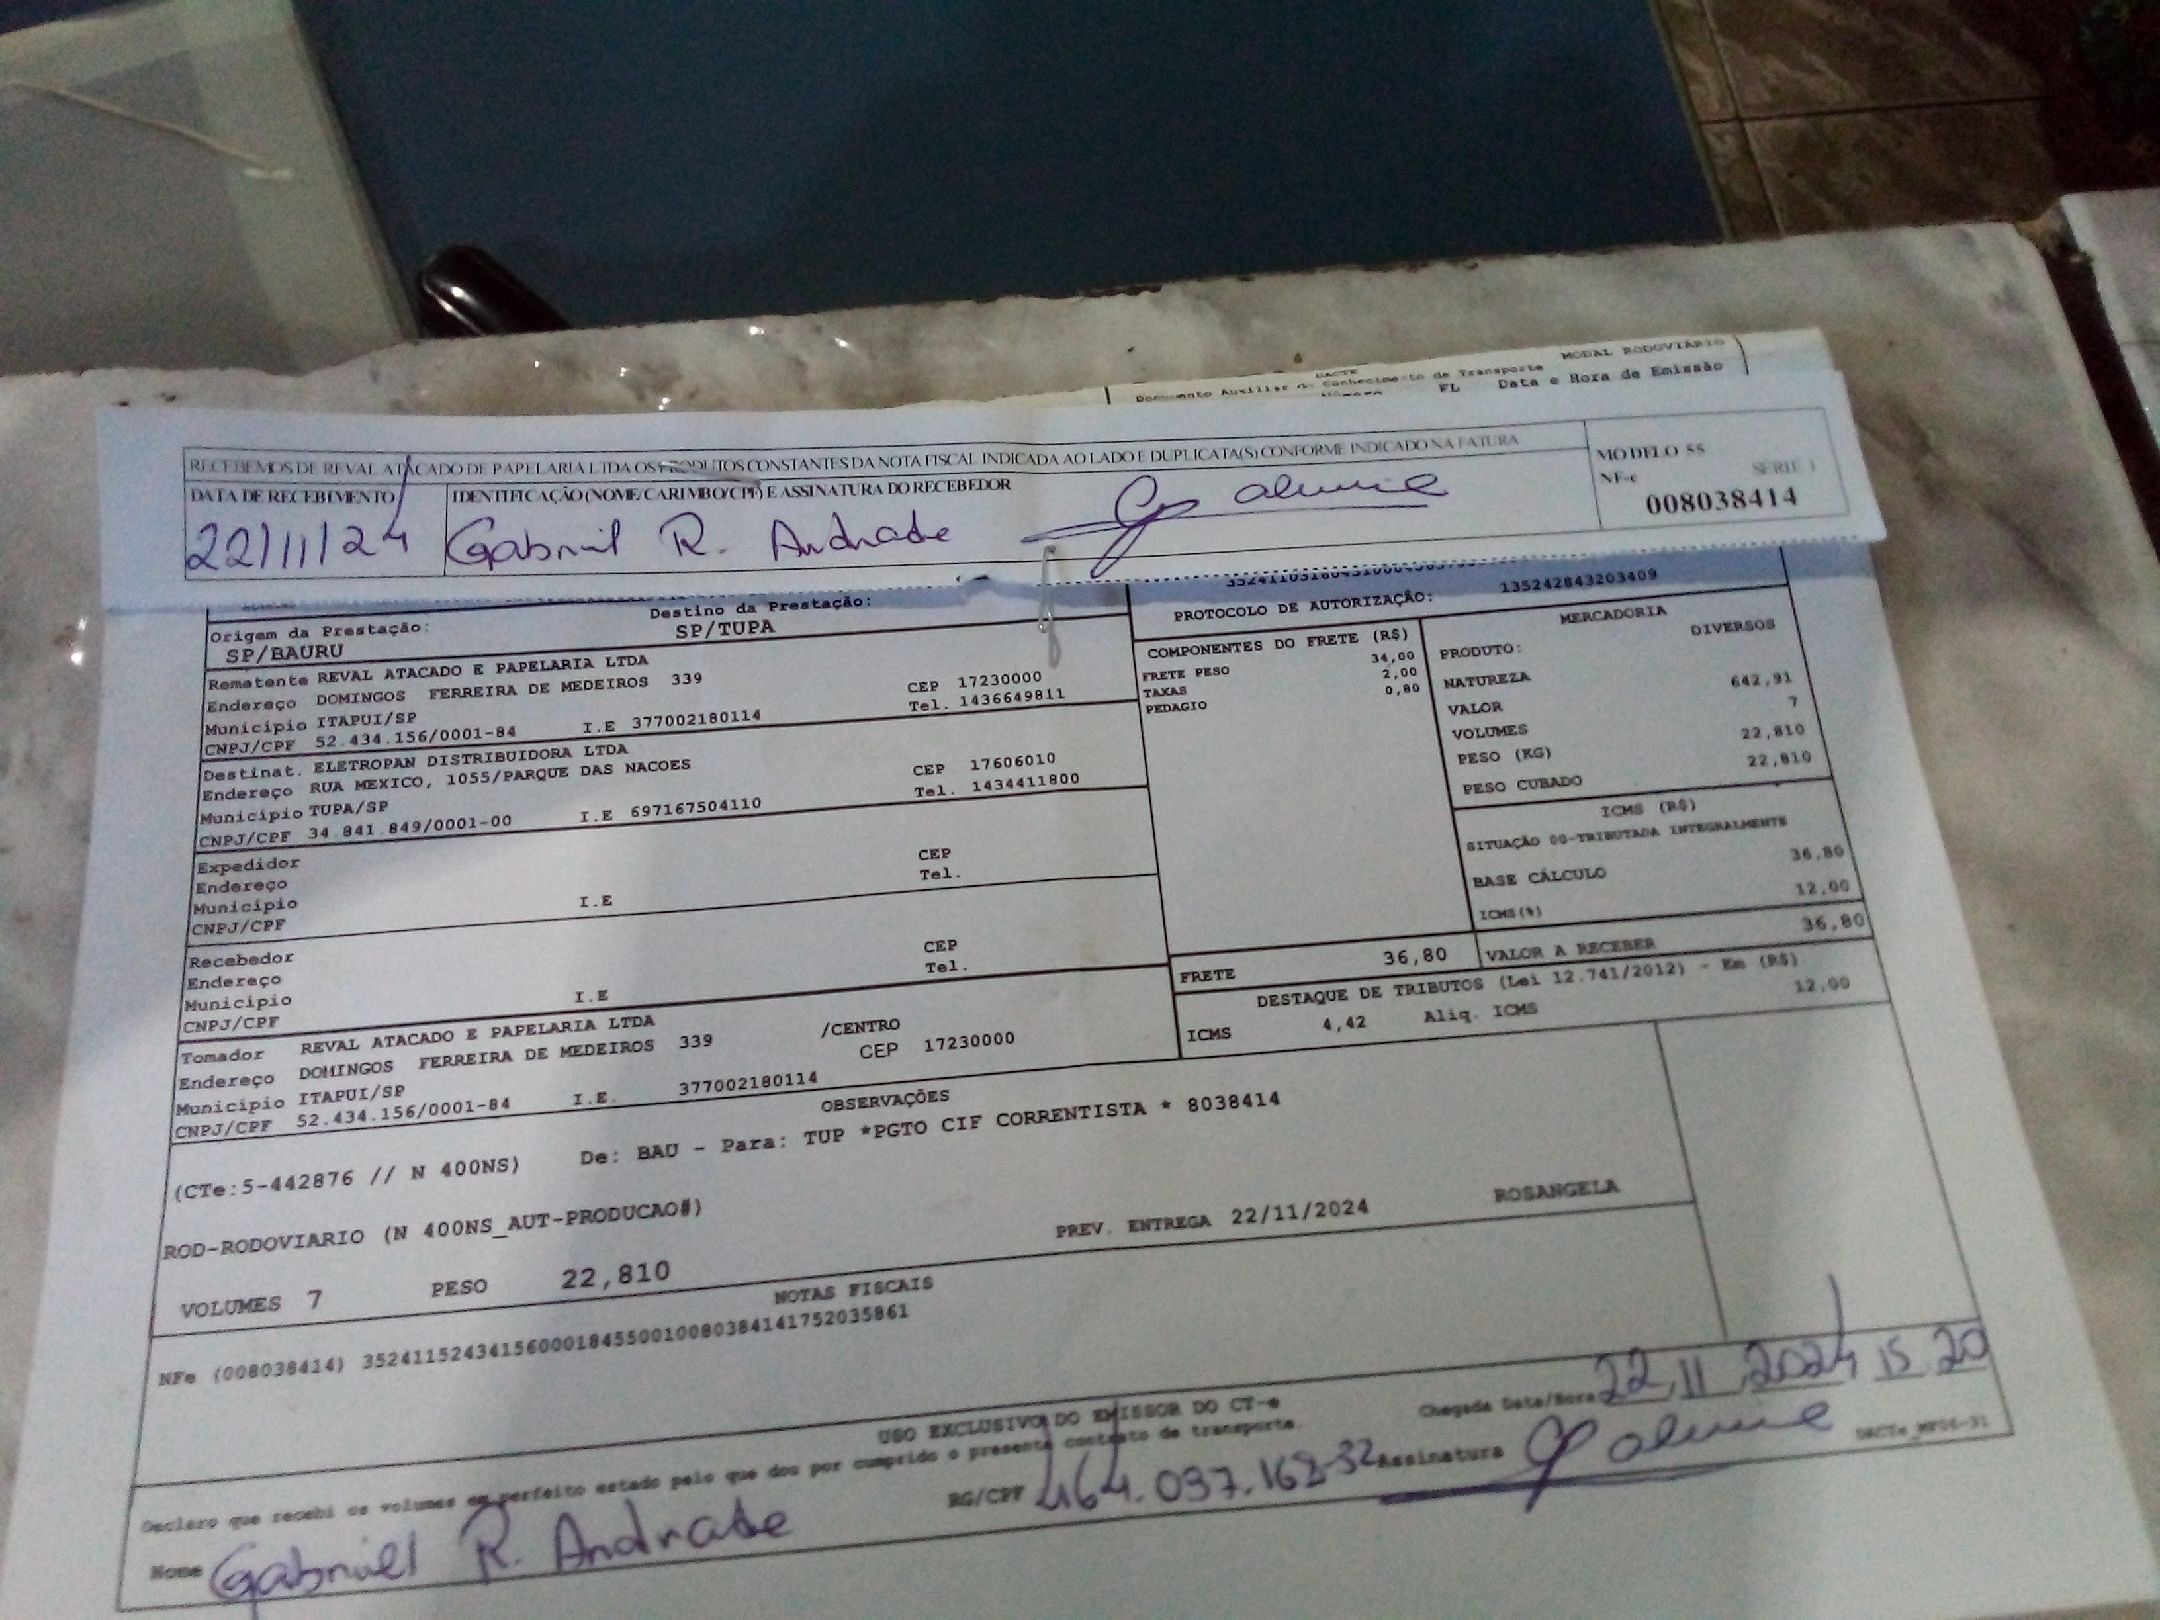 DACTE
MODAL RODOVIÁRIO
Documento Auxiliar do Conhecimento de Transporte
Número FL Data e Hora de Emissão
RECEBEMOS DE REVAL ATACADO DE PAPELARIA LTDA OS PRODUTOS CONSTANTES DA NOTA FISCAL INDICADA AO LADO E DUPLICATA(S) CONFORME INDICADO NA FATURA
MODELO 55
SÉRIE 1
NF-e
008038414
DATA DE RECEBIMENTO
22/11/24
IDENTIFICAÇÃO (NOME/CARIMBO/CPF) E ASSINATURA DO RECEBEDOR
Gabriel R. Andrade
PROTOCOLO DE AUTORIZAÇÃO: 135242843203409
Origem da Prestação: Destino da Prestação:
SP/BAURU SP/TUPA
Rematente REVAL ATACADO E PAPELARIA LTDA
Endereço DOMINGOS FERREIRA DE MEDEIROS 339 CEP 17230000
Município ITAPUI/SP Tel. 1436649811
CNPJ/CPF 52.434.156/0001-84 I.E 377002180114
Destinat. ELETROPAN DISTRIBUIDORA LTDA
Endereço RUA MEXICO, 1055/PARQUE DAS NACOES CEP 17606010
Município TUPA/SP Tel. 1434411800
CNPJ/CPF 34.841.849/0001-00 I.E 697167504110
Expedidor
Endereço CEP
Município Tel.
CNPJ/CPF I.E
Recebedor
Endereço CEP
Município Tel.
CNPJ/CPF I.E
Tomador REVAL ATACADO E PAPELARIA LTDA
Endereço DOMINGOS FERREIRA DE MEDEIROS 339 /CENTRO
Município ITAPUI/SP CEP 17230000
CNPJ/CPF 52.434.156/0001-84 I.E. 377002180114
COMPONENTES DO FRETE (R$)
FRETE PESO 34,00
TAXAS 2,00
PEDAGIO 0,80
FRETE 36,80
MERCADORIA
PRODUTO: DIVERSOS
NATUREZA
VALOR 642,91
VOLUMES 7
PESO (KG) 22,810
PESO CUBADO 22,810
ICMS (R$)
SITUAÇÃO 00-TRIBUTADA INTEGRALMENTE
BASE CÁLCULO 36,80
ICMS(%) 12,00
VALOR A RECEBER 36,80
DESTAQUE DE TRIBUTOS (Lei 12.741/2012) - Em (R$)
ICMS 4,42 Aliq. ICMS 12,00
OBSERVAÇÕES
(CTe:5-442876 // N 400NS) De: BAU - Para: TUP *PGTO CIF CORRENTISTA * 8038414
ROD-RODOVIARIO (N 400NS_AUT-PRODUCAO#)
PREV. ENTREGA 22/11/2024 ROSANGELA
VOLUMES 7 PESO 22,810
NOTAS FISCAIS
NFe (008038414) 35241152434156000184550010080384141752035861
USO EXCLUSIVO DO EMISSOR DO CT-e
Declaro que recebi os volumes em perfeito estado pelo que dou por cumprido o presente contrato de transporte.
Chegada Data/Hora 22.11.2024 15 20
Nome Gabriel R. Andrade
RG/CPF 464.037.168-32 Assinatura